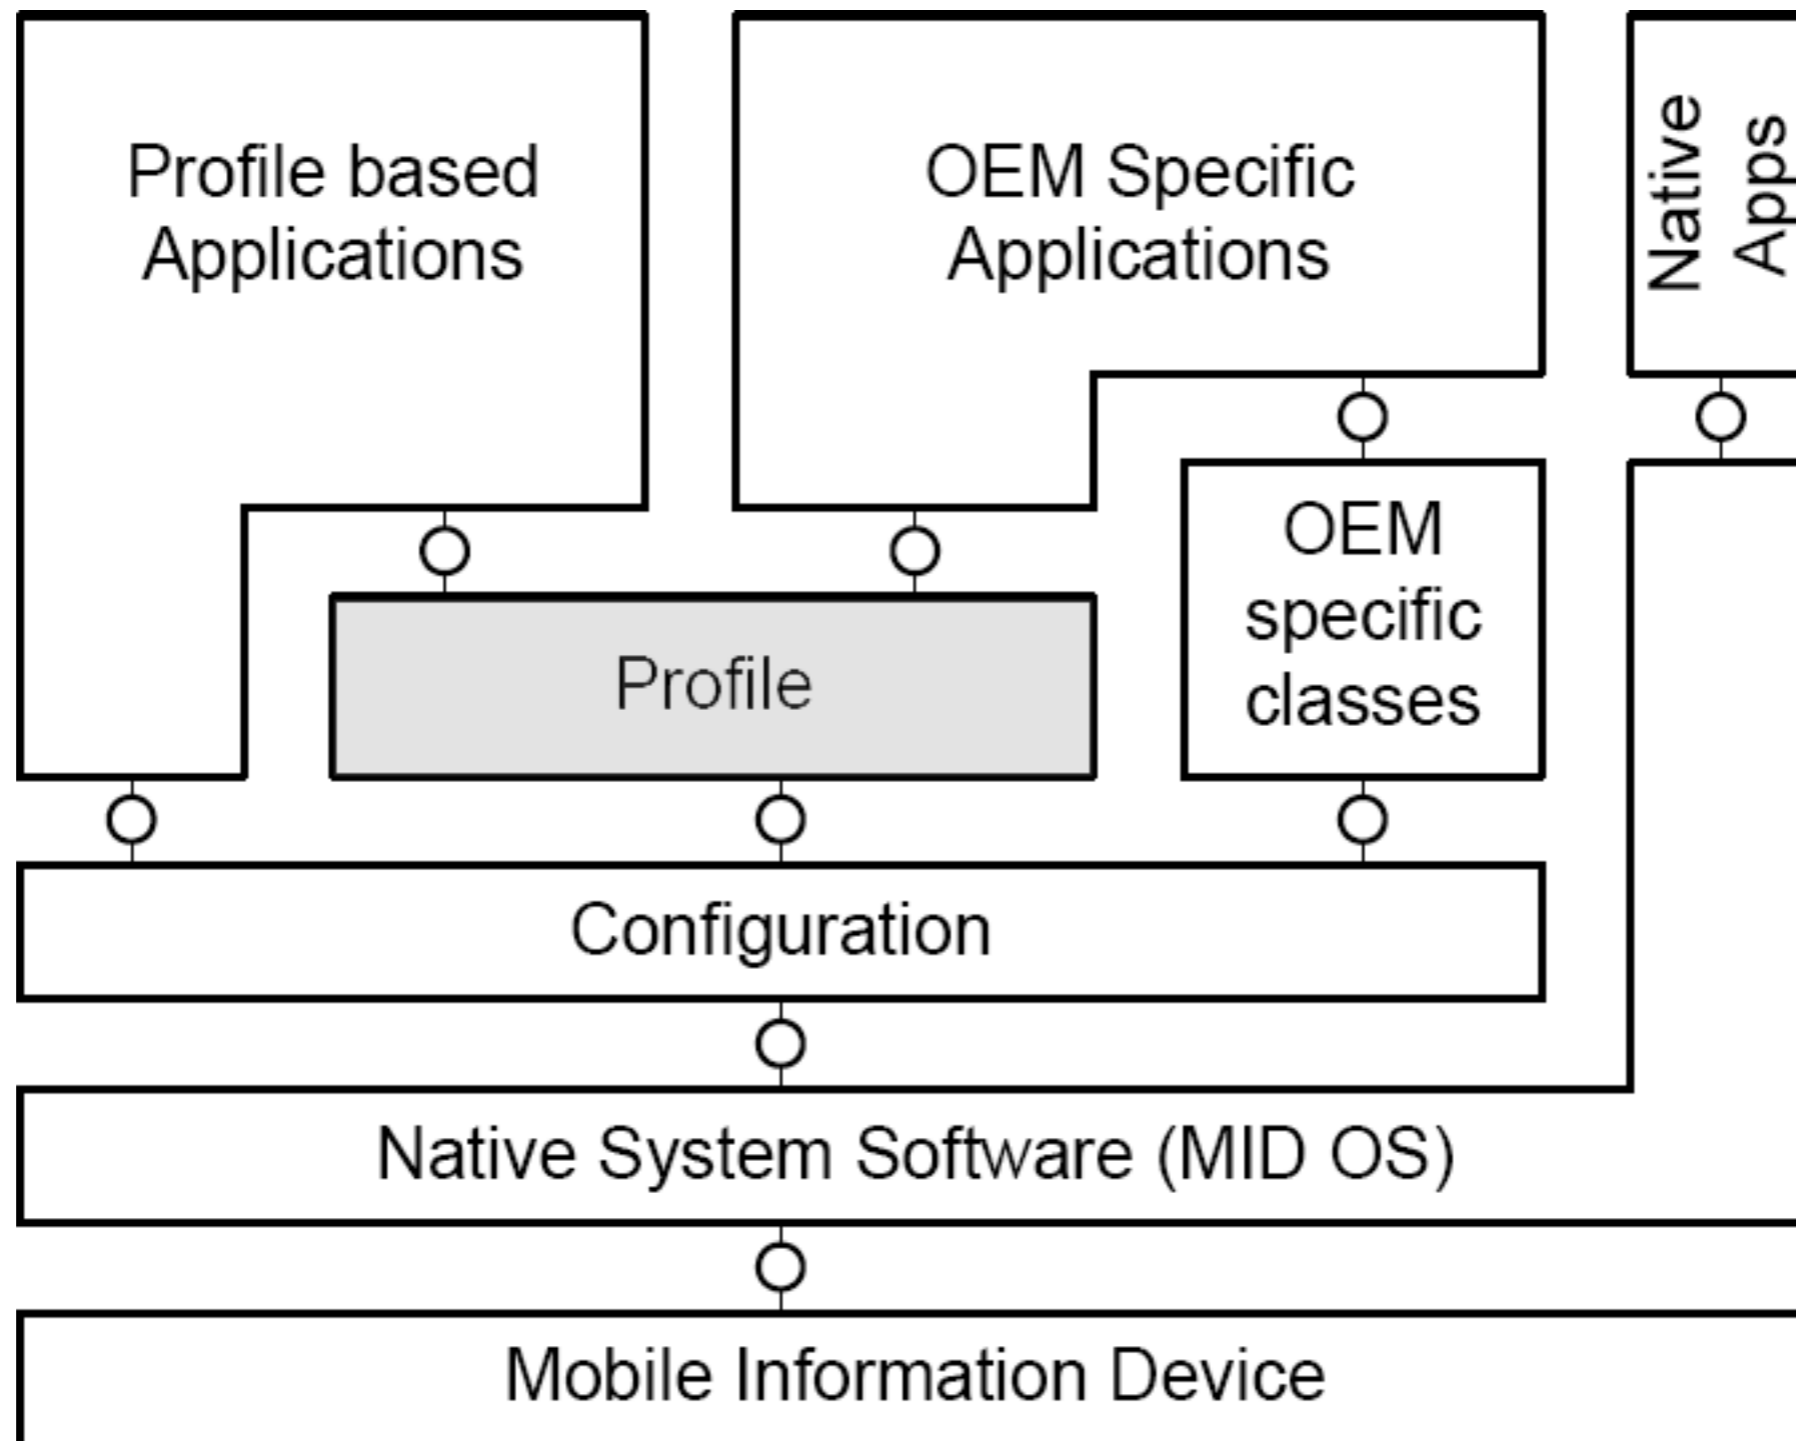 Profile based
Applications
OEM Specific
Applications
Native
Apps
OEM
specific
classes
Profile
Configuration
Native System Software (MID OS)
Mobile Information Device